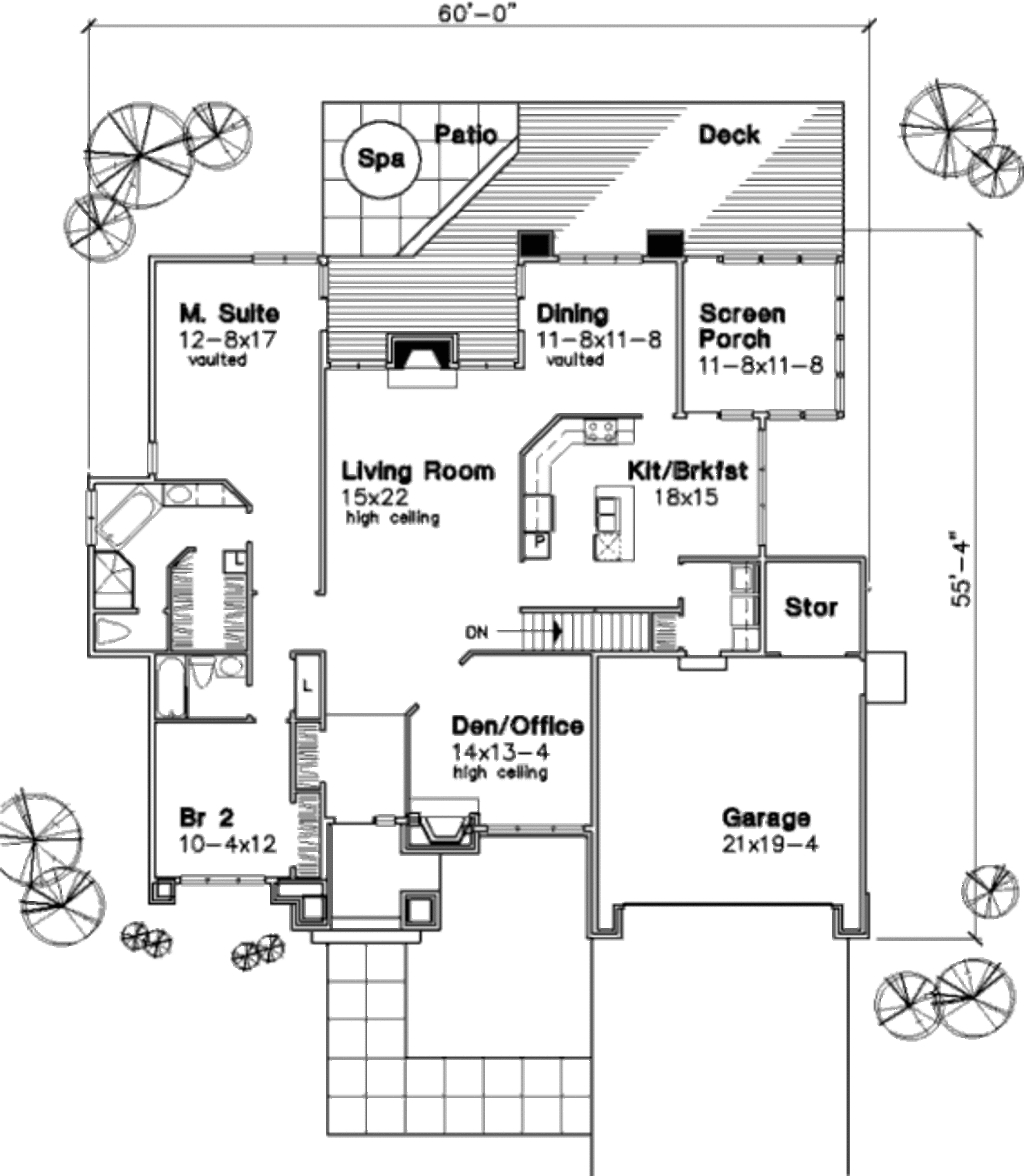 60'-0"
Patio
Deck
Spa
M. Suite
12-8x17
vaulted
Dining
11-8x11-8
vaulted
Screen
Porch
11-8x11-8
Living Room
15x22
high ceiling
Kit/Brkfst
18x15
P
L
55'-4"
Stor
DN
L
Den/Office
14x13-4
high ceiling
Br 2
10-4x12
Garage
21x19-4